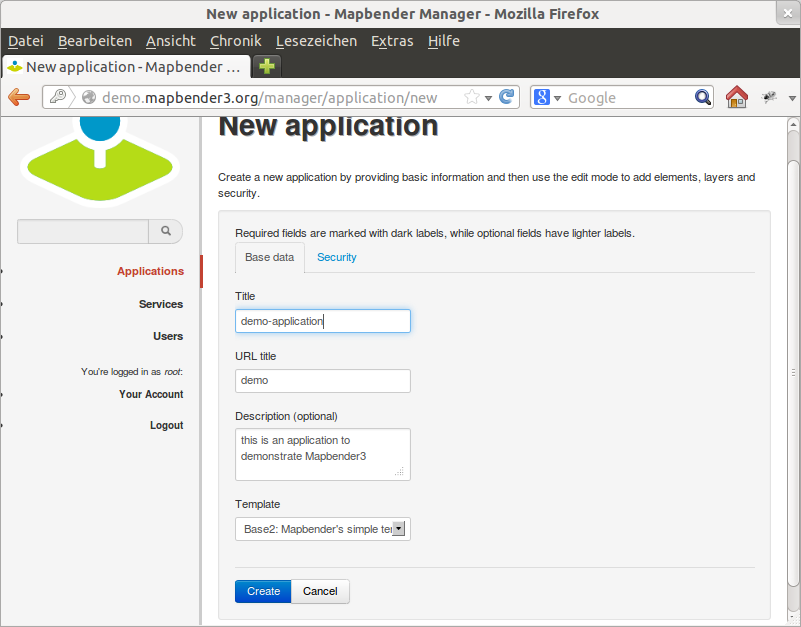 New application - Mapbender Manager - Mozilla Firefox
Datei Bearbeiten Ansicht Chronik Lesezeichen Extras Hilfe
New application - Mapbender ...
demo.mapbender3.org/manager/application/new
8 Google
New application
Create a new application by providing basic information and then use the edit mode to add elements, layers and
security.
Required fields are marked with dark labels, while optional fields have lighter labels.
Base data Security
Applications
Services
Users
You're logged in as root:
Your Account
Logout
Title
demo-application
URL title
demo
Description (optional)
this is an application to
demonstrate Mapbender3
Template
Base2: Mapbender's simple
Create Cancel